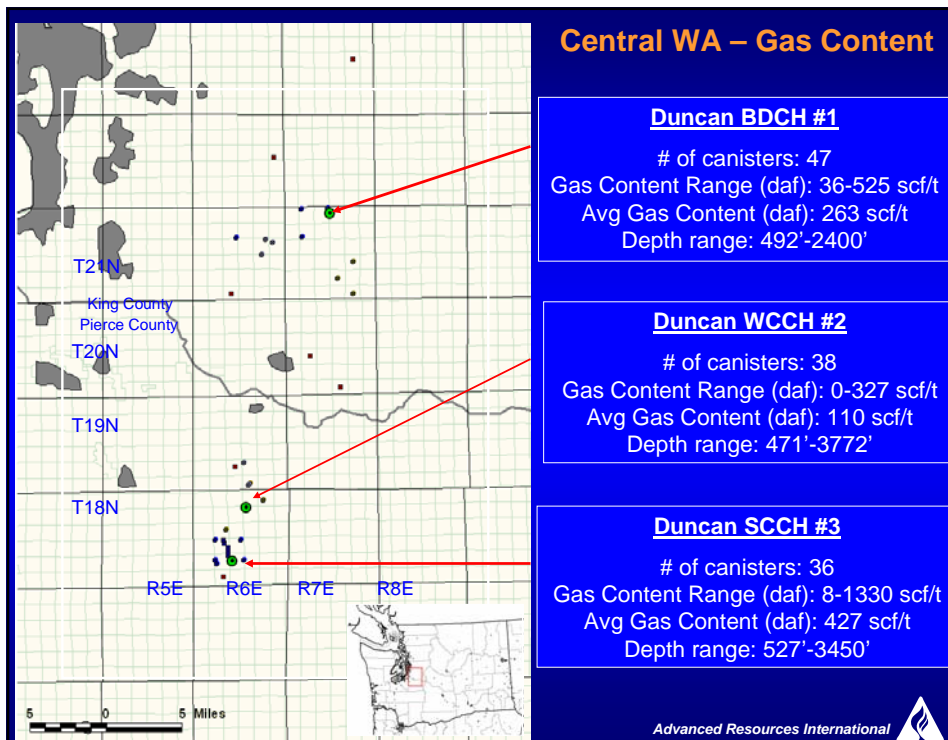 Central WA – Gas Content
Duncan BDCH #1
# of canisters: 47
Gas Content Range (daf): 36-525 scf/t
Avg Gas Content (daf): 263 scf/t
Depth range: 492'-2400'
Duncan WCCH #2
# of canisters: 38
Gas Content Range (daf): 0-327 scf/t
Avg Gas Content (daf): 110 scf/t
Depth range: 471'-3772'
Duncan SCCH #3
# of canisters: 36
Gas Content Range (daf): 8-1330 scf/t
Avg Gas Content (daf): 427 scf/t
Depth range: 527'-3450'
T21N
King County
Pierce County
T20N
T19N
T18N
R5E R6E R7E R8E
5 0 5 Miles
Advanced Resources International